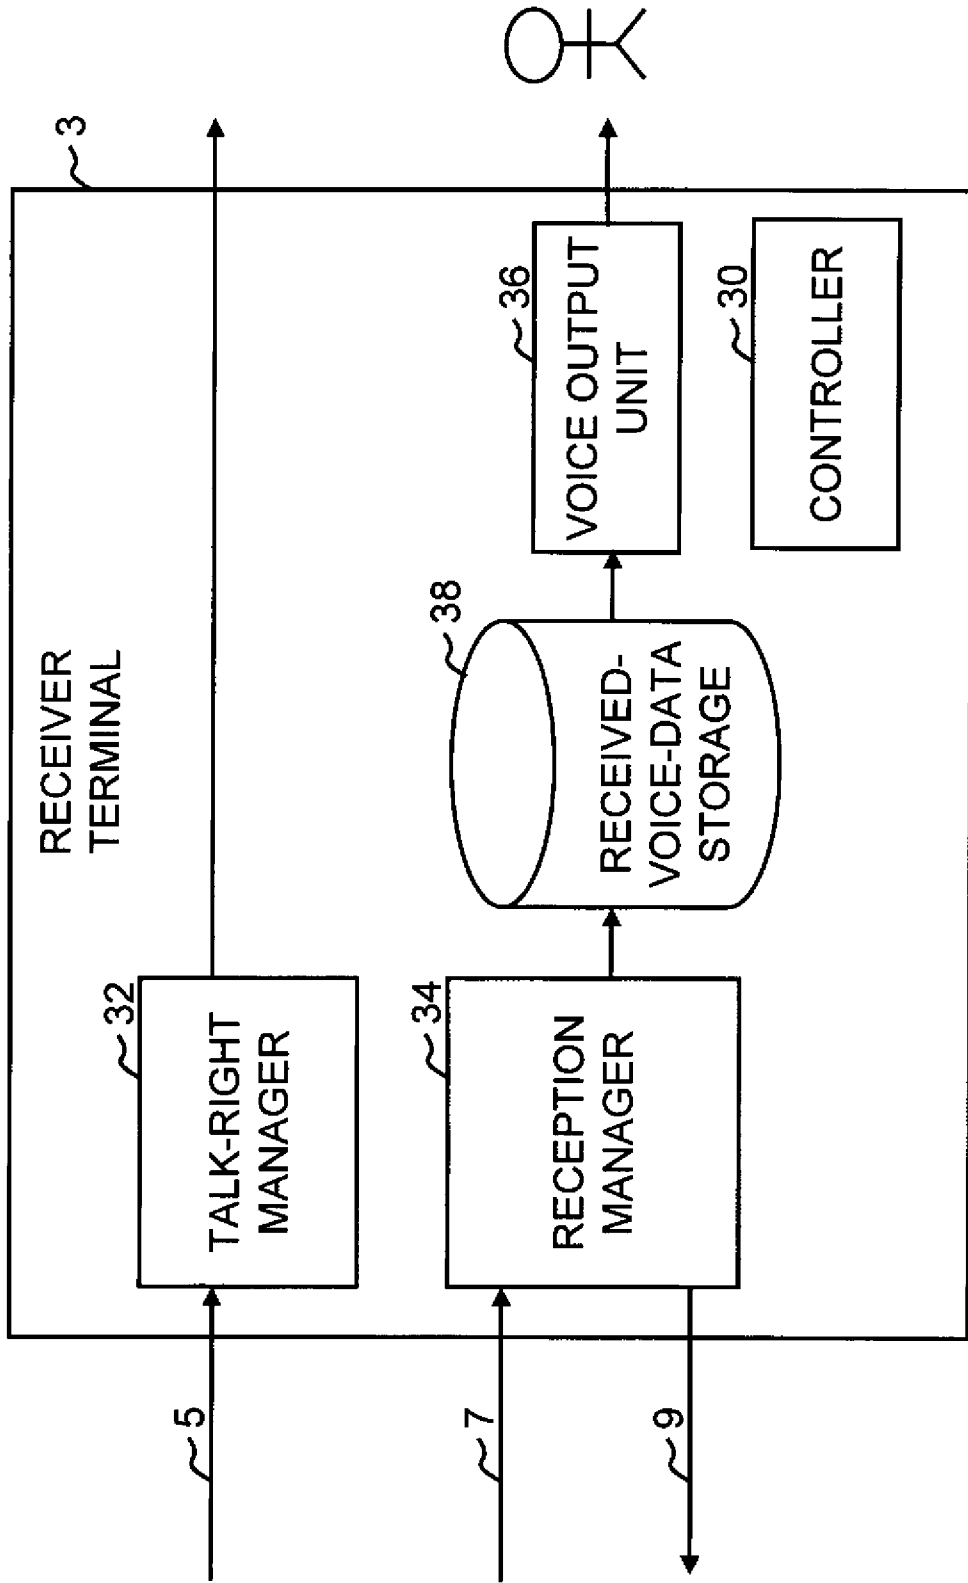 3
RECEIVER
TERMINAL
5
32
TALK-RIGHT
MANAGER
7
9
34
RECEPTION
MANAGER
38
RECEIVED-
VOICE-DATA
STORAGE
36
VOICE OUTPUT
UNIT
30
CONTROLLER